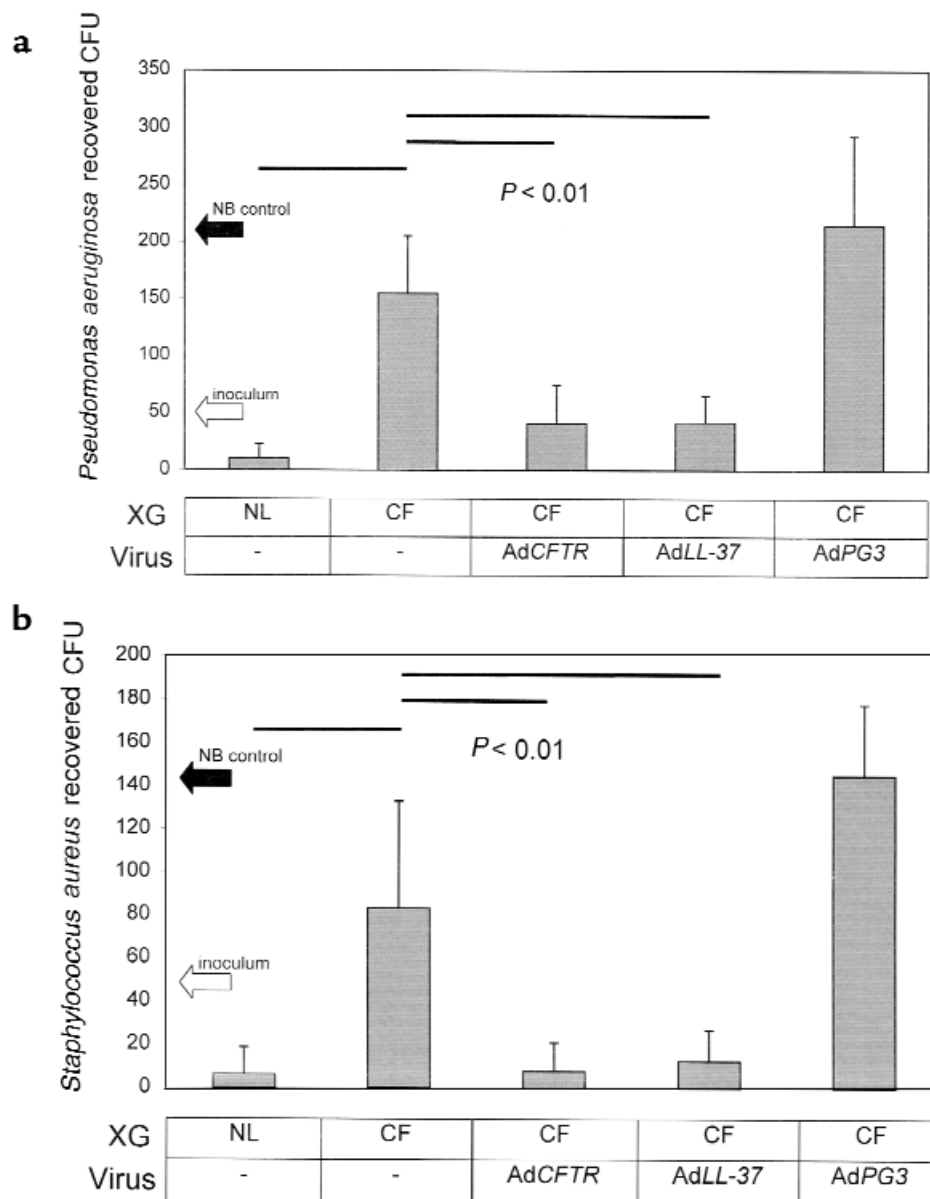 a
Pseudomonas aeruginosa recovered CFU
350
300
250
200
150
100
50
0
NB control
inoculum
P < 0.01
XG NL CF CF CF CF
Virus - - AdCFTR AdLL-37 AdPG3
b
Staphylococcus aureus recovered CFU
200
180
160
140
120
100
80
60
40
20
0
NB control
inoculum
P < 0.01
XG NL CF CF CF CF
Virus - - AdCFTR AdLL-37 AdPG3